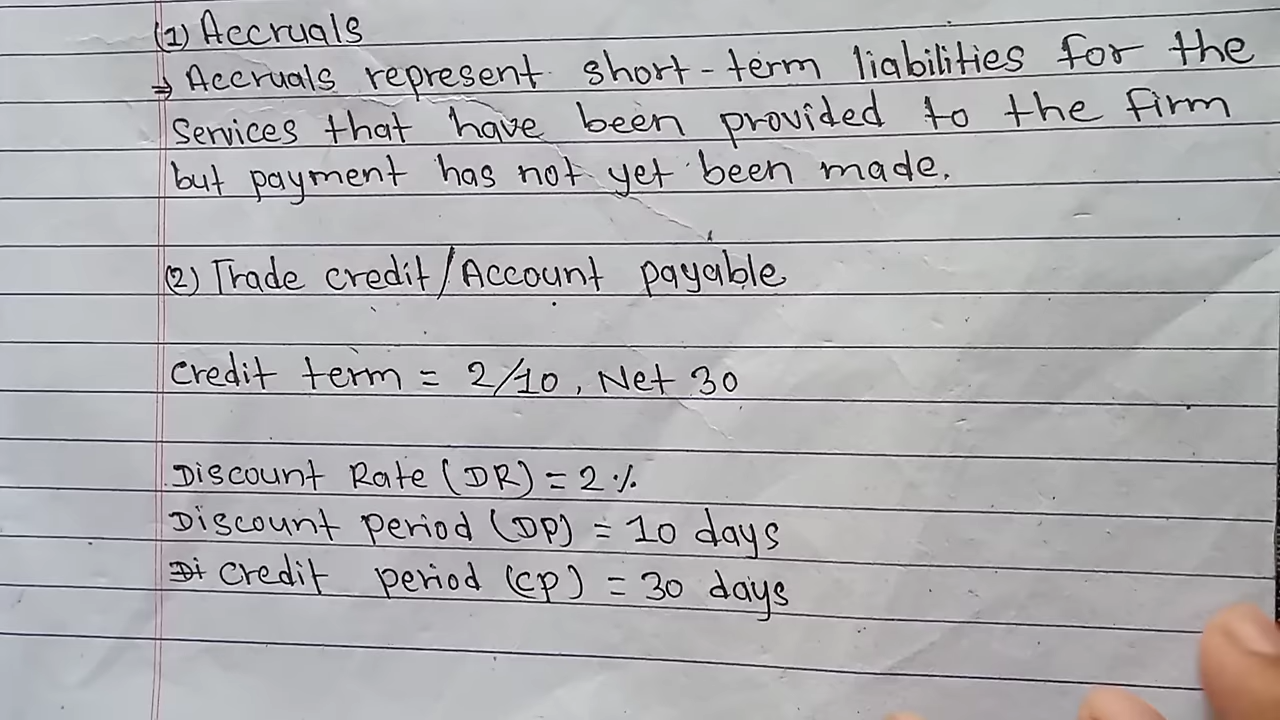 (1) Accruals
⇒ Accruals represent short-term liabilities for the
services that have been provided to the firm
but payment has not yet been made.
(2) Trade credit/Account payable
credit term = 2/10, Net 30
Discount Rate (DR) = 2%
Discount period (DP) = 10 days
credit period (CP) = 30 days